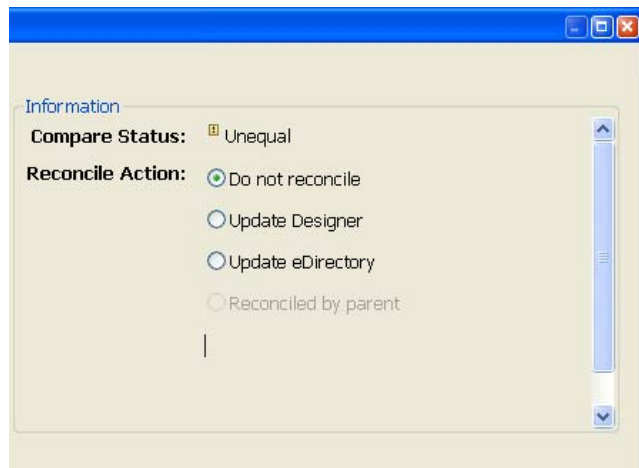 Information
Compare Status: Unequal
Reconcile Action: Do not reconcile
Update Designer
Update eDirectory
Reconciled by parent